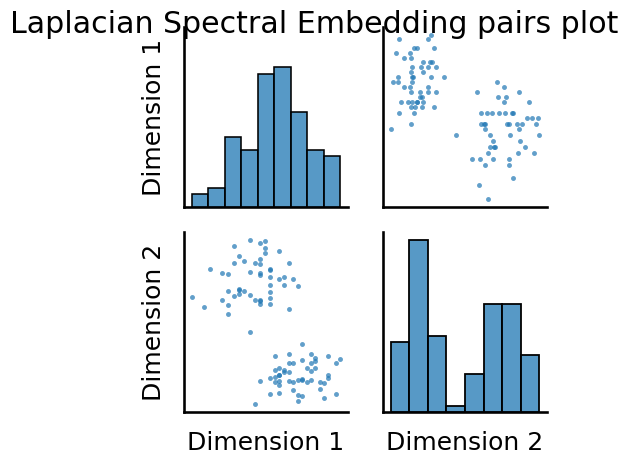 Laplacian Spectral Embedding pairs plot
Dimension 1
Dimension 2
Dimension 1
Dimension 2